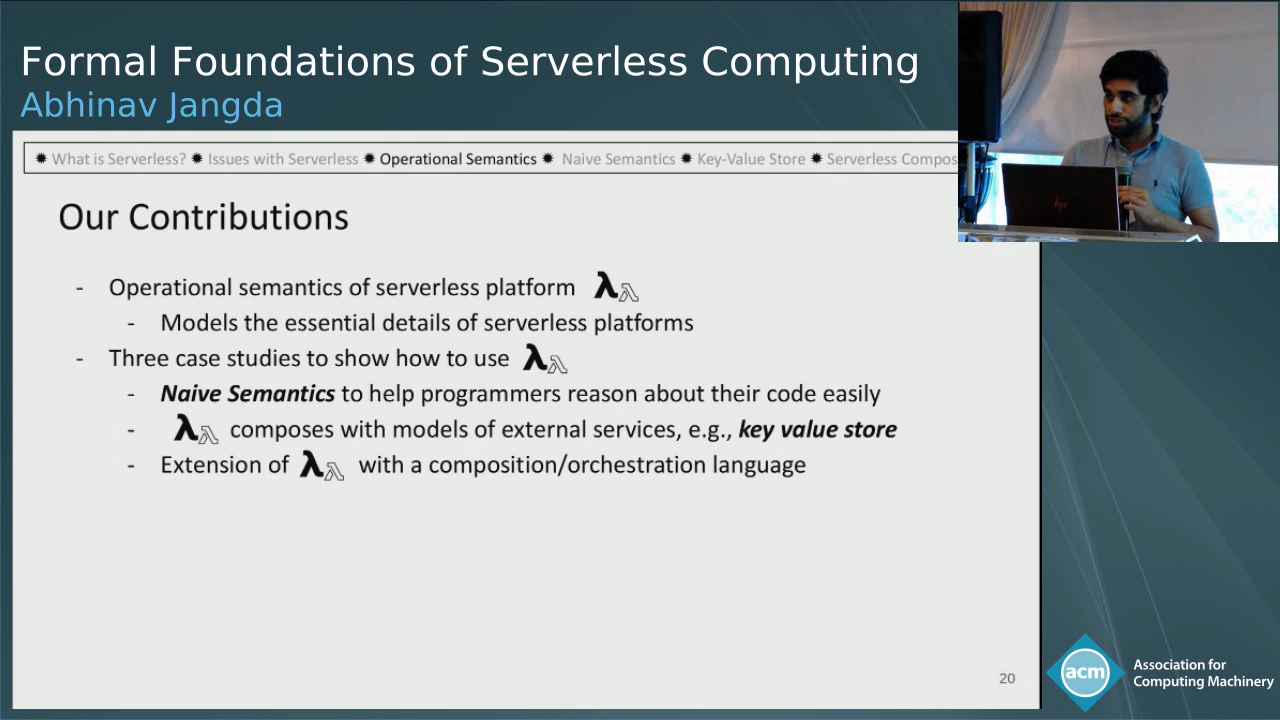 Formal Foundations of Serverless Computing
Abhinav Jangda
✹ What is Serverless? ✹ Issues with Serverless ✹ Operational Semantics ✹ Naive Semantics ✹ Key-Value Store ✹ Serverless Compos
Our Contributions
- Operational semantics of serverless platform λλ
- Models the essential details of serverless platforms
- Three case studies to show how to use λλ
- Naive Semantics to help programmers reason about their code easily
- λλ composes with models of external services, e.g., key value store
- Extension of λλ with a composition/orchestration language
20
hp
acm
Association for
Computing Machinery